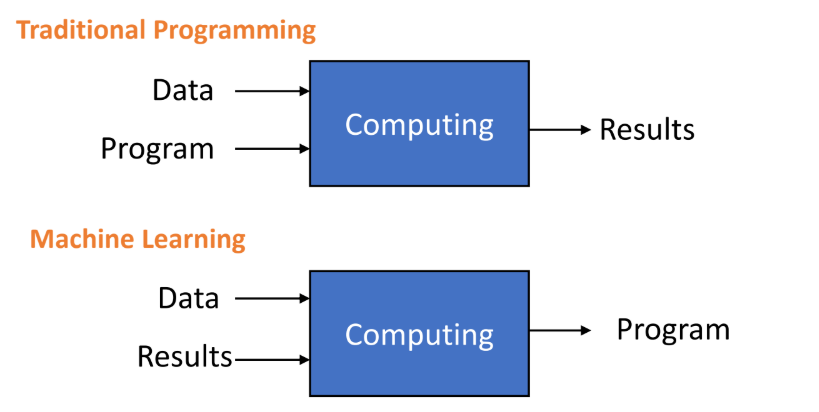 Traditional Programming
Data
Program
Computing
Results
Machine Learning
Data
Results
Computing
Program